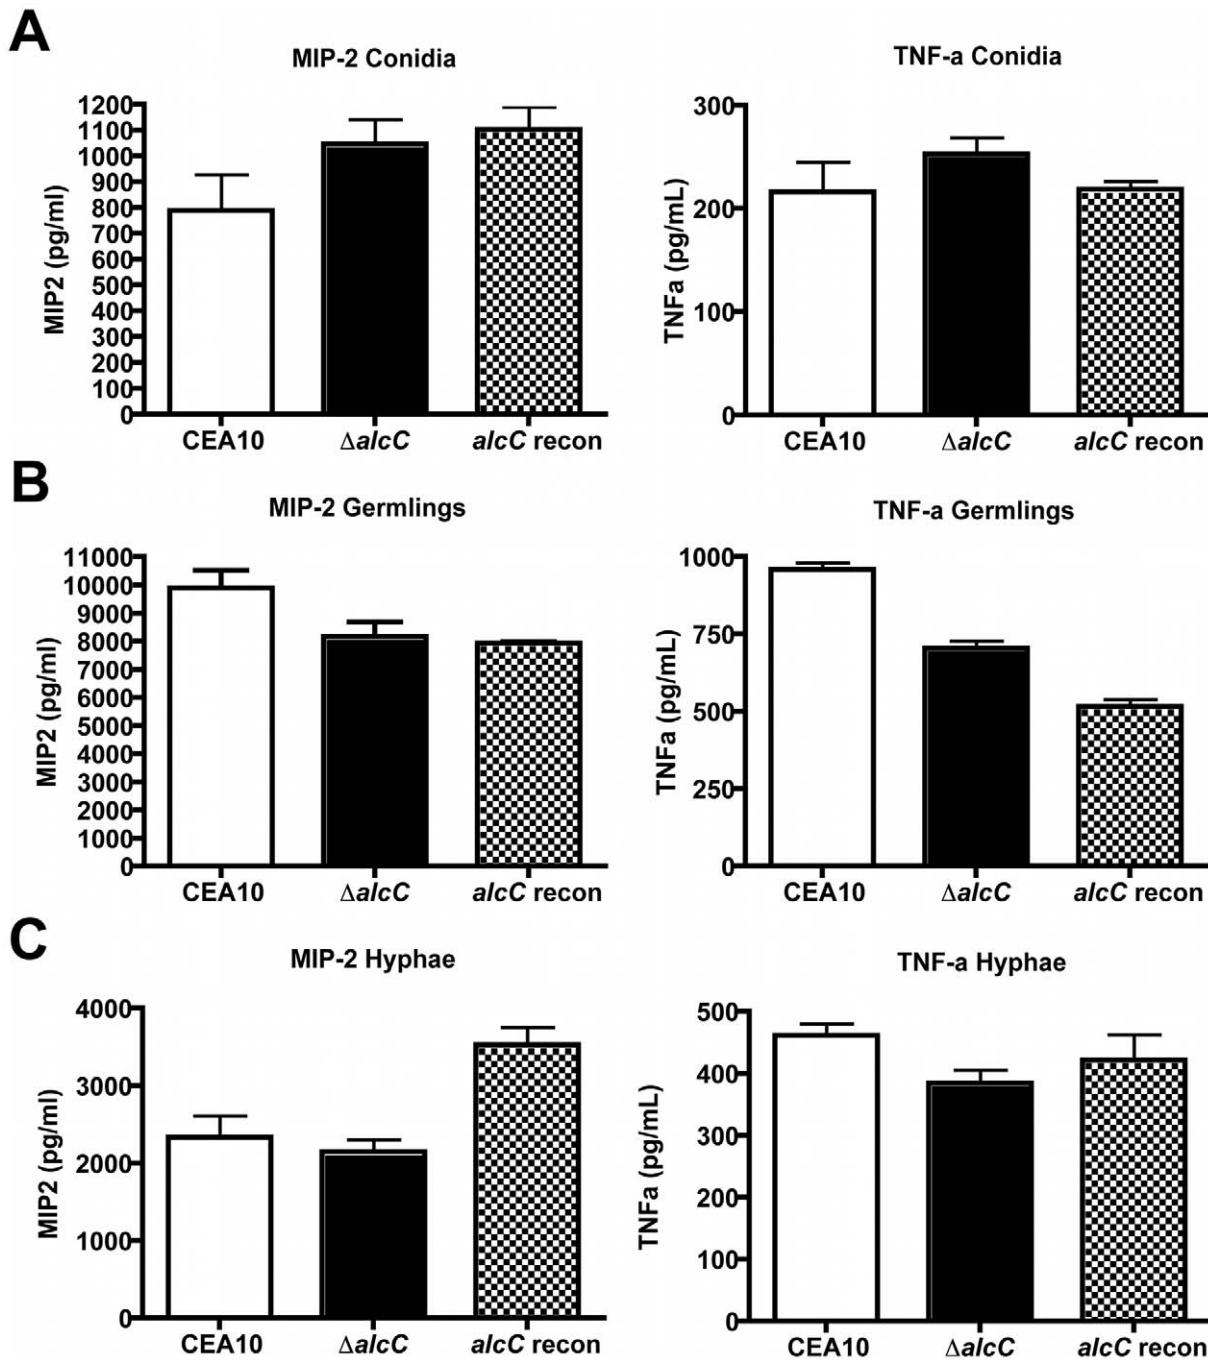 A
MIP-2 Conidia
MIP2 (pg/ml)
1200
1100
1000
900
800
700
600
500
400
300
200
100
0
CEA10 ΔalcC alcC recon
TNF-a Conidia
TNFa (pg/mL)
300
200
100
0
CEA10 ΔalcC alcC recon
B
MIP-2 Germlings
MIP2 (pg/ml)
11000
10000
9000
8000
7000
6000
5000
4000
3000
2000
1000
0
CEA10 ΔalcC alcC recon
TNF-a Germlings
TNFa (pg/mL)
1000
750
500
250
0
CEA10 ΔalcC alcC recon
C
MIP-2 Hyphae
MIP2 (pg/ml)
4000
3000
2000
1000
0
CEA10 ΔalcC alcC recon
TNF-a Hyphae
TNFa (pg/mL)
500
400
300
200
100
0
CEA10 ΔalcC alcC recon